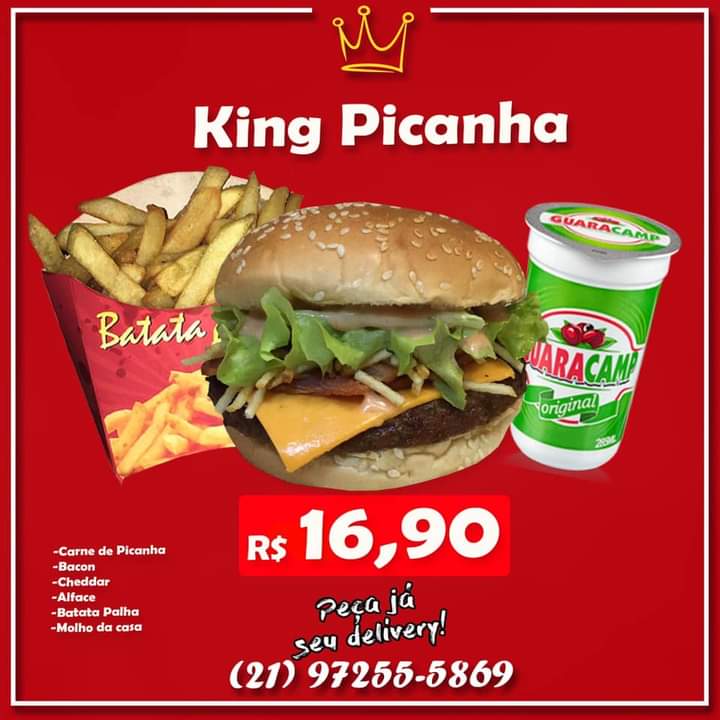 King Picanha
Batata
GUARACAMP
GUARACAMP
original
285ML
R$ 16,90
-Carne de Picanha
-Bacon
-Cheddar
-Alface
-Batata Palha
-Molho da casa
Peça já
seu delivery!
(21) 97255-5869